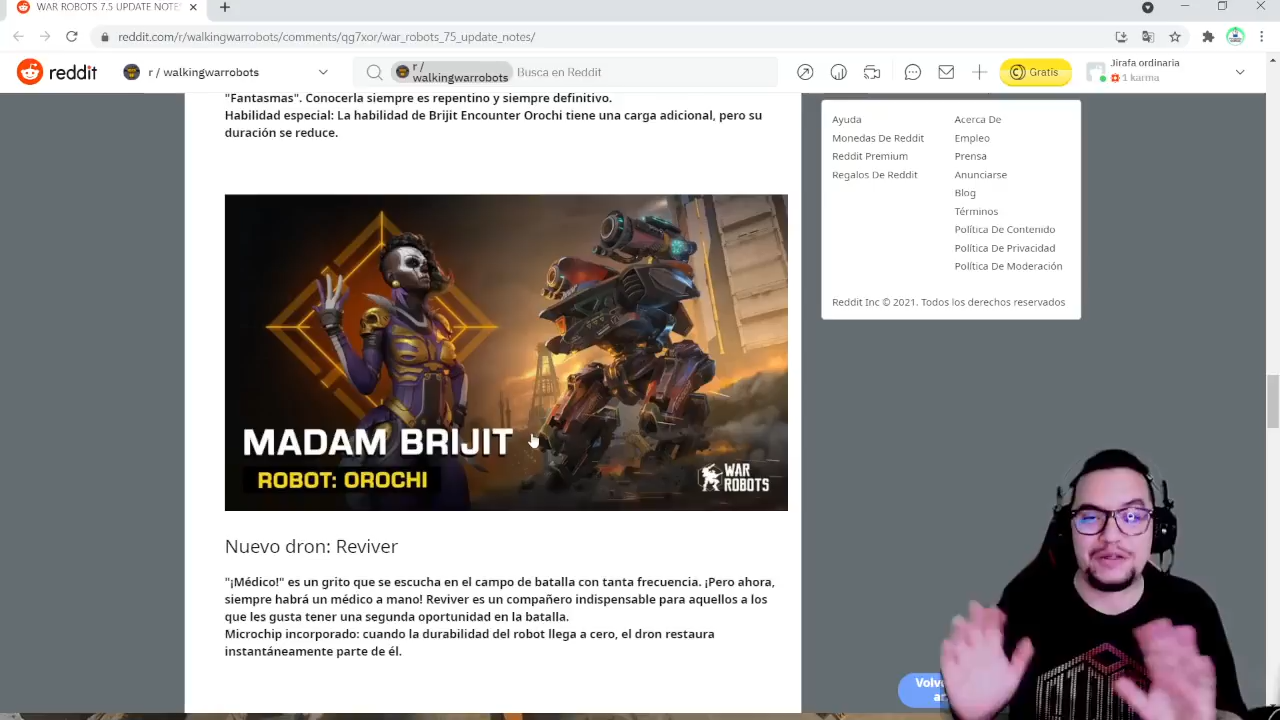 WAR ROBOTS 7.5 UPDATE NOTE
reddit.com/r/walkingwarrobots/comments/qg7xor/war_robots_75_update_notes/
reddit
r / walkingwarrobots
r /
walkingwarrobots
Busca en Reddit
Gratis
Jirafa ordinaria
1 karma
"Fantasmas". Conocerla siempre es repentino y siempre definitivo.
Habilidad especial: La habilidad de Brijit Encounter Orochi tiene una carga adicional, pero su
duración se reduce.
MADAM BRIJIT
ROBOT: OROCHI
WAR
ROBOTS
Nuevo dron: Reviver
"¡Médico!" es un grito que se escucha en el campo de batalla con tanta frecuencia. ¡Pero ahora,
siempre habrá un médico a mano! Reviver es un compañero indispensable para aquellos a los
que les gusta tener una segunda oportunidad en la batalla.
Microchip incorporado: cuando la durabilidad del robot llega a cero, el dron restaura
instantáneamente parte de él.
Ayuda
Monedas De Reddit
Reddit Premium
Regalos De Reddit
Acerca De
Empleo
Prensa
Anunciarse
Blog
Términos
Política De Contenido
Política De Privacidad
Política De Moderación
Reddit Inc © 2021. Todos los derechos reservados